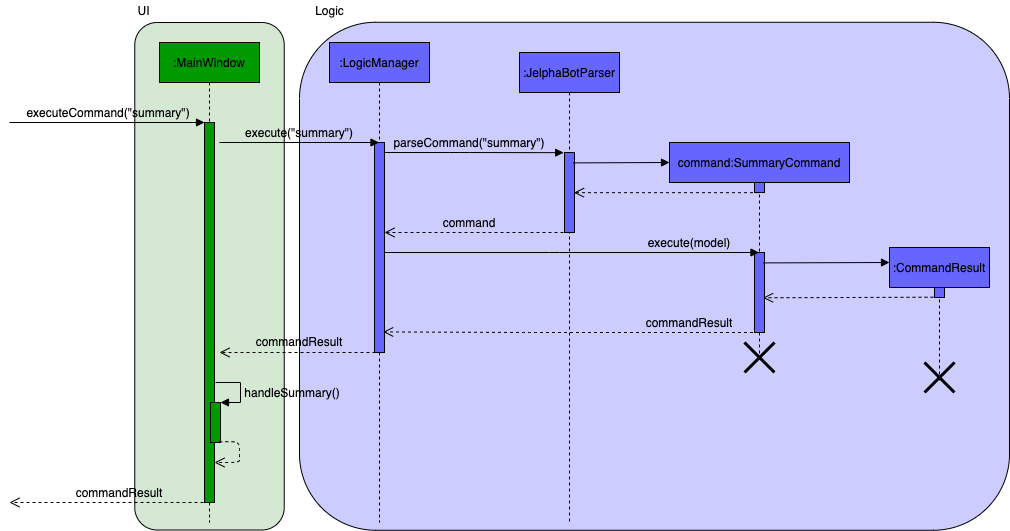 UI
Logic
:MainWindow
:LogicManager
:JelphaBotParser
executeCommand("summary")
execute("summary")
parseCommand("summary")
command:SummaryCommand
command
execute(model)
:CommandResult
commandResult
commandResult
handleSummary()
commandResult